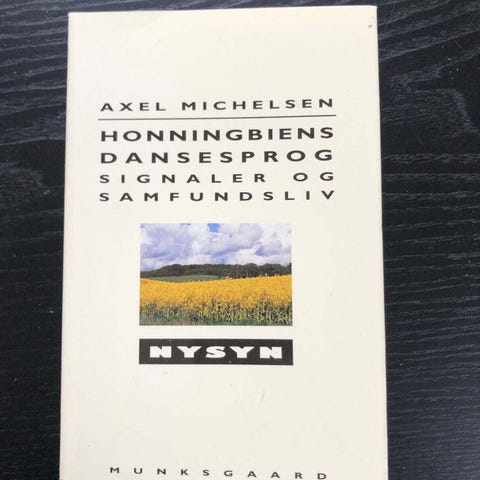 AXEL MICHELSEN
HONNINGBIENS
DANSESPROG
SIGNALER OG
SAMFUNDSLIV
NYSYN
MUNKSGAARD